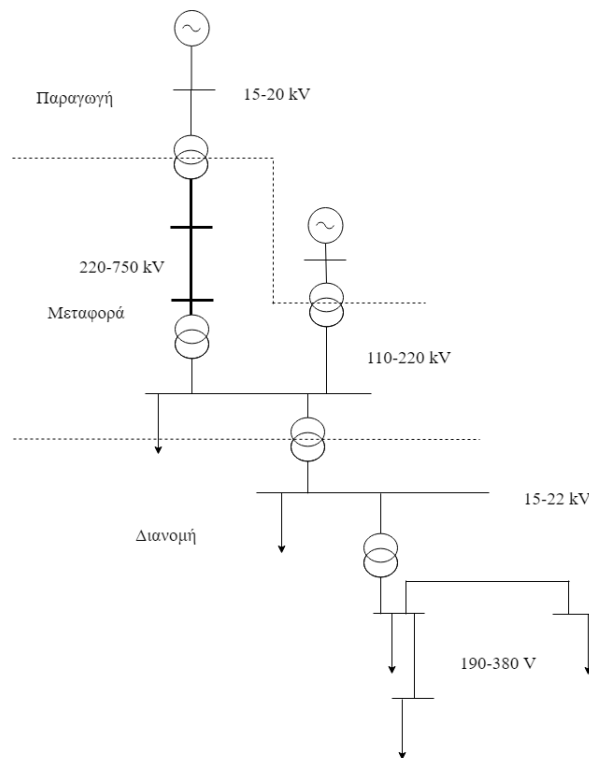 Παραγωγή
15-20 kV
220-750 kV
Μεταφορά
110-220 kV
15-22 kV
Διανομή
190-380 V